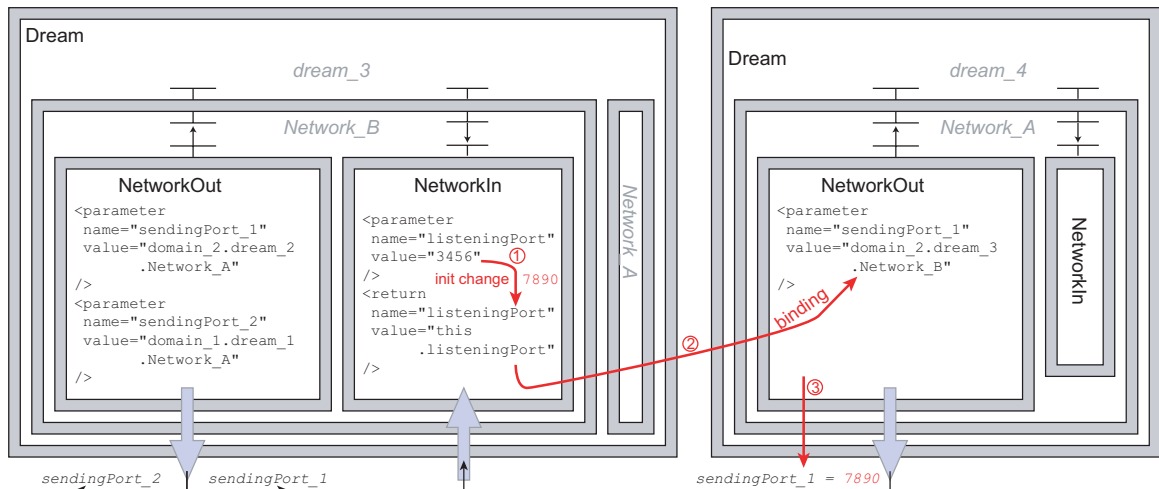 Dream
dream_3
Network_B
NetworkOut
<parameter
name="sendingPort_1"
value="domain_2.dream_2
.Network_A"
/>
<parameter
name="sendingPort_2"
value="domain_1.dream_1
.Network_A"
/>
NetworkIn
<parameter
name="listeningPort"
value="3456"
①
/>
init change 7890
<return
name="listeningPort"
value="this
.listeningPort"
/>
Network_A
②
binding
Dream
dream_4
Network_A
NetworkOut
<parameter
name="sendingPort_1"
value="domain_2.dream_3
.Network_B"
/>
③
NetworkIn
sendingPort_2
sendingPort_1
sendingPort_1 = 7890